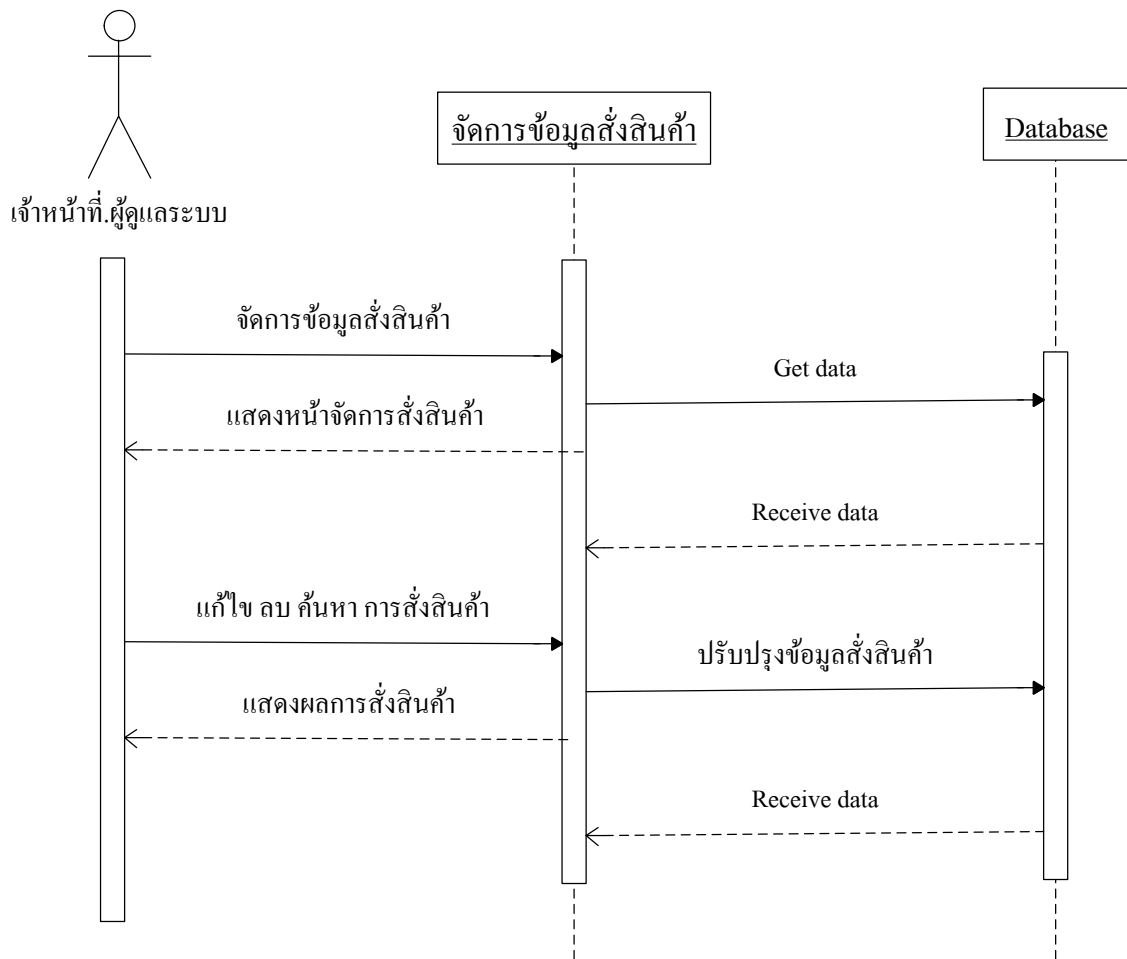 จัดการข้อมูลสั่งสินค้า
Database
เจ้าหน้าที่.ผู้ดูแลระบบ
จัดการข้อมูลสั่งสินค้า
Get data
แสดงหน้าจัดการสั่งสินค้า
Receive data
แก้ไข ลบ ค้นหา การสั่งสินค้า
ปรับปรุงข้อมูลสั่งสินค้า
แสดงผลการสั่งสินค้า
Receive data